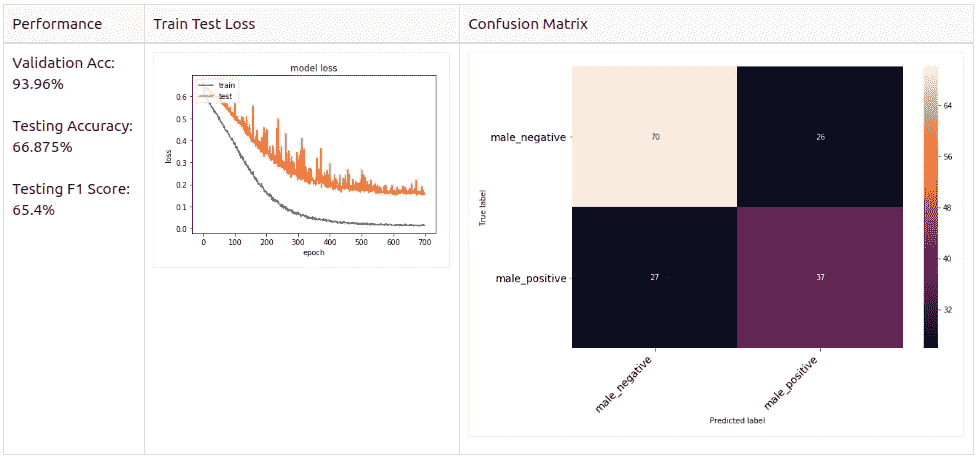 Performance
Train Test Loss
Confusion Matrix
Validation Acc:
93.96%
Testing Accuracy:
66.875%
Testing F1 Score:
65.4%
model loss
train
test
loss
0.6
0.5
0.4
0.3
0.2
0.1
0.0
0 100 200 300 400 500 600 700
epoch
True label
male_negative
70 26
male_positive
27 37
male_negative
male_positive
Predicted label
64
56
48
40
32